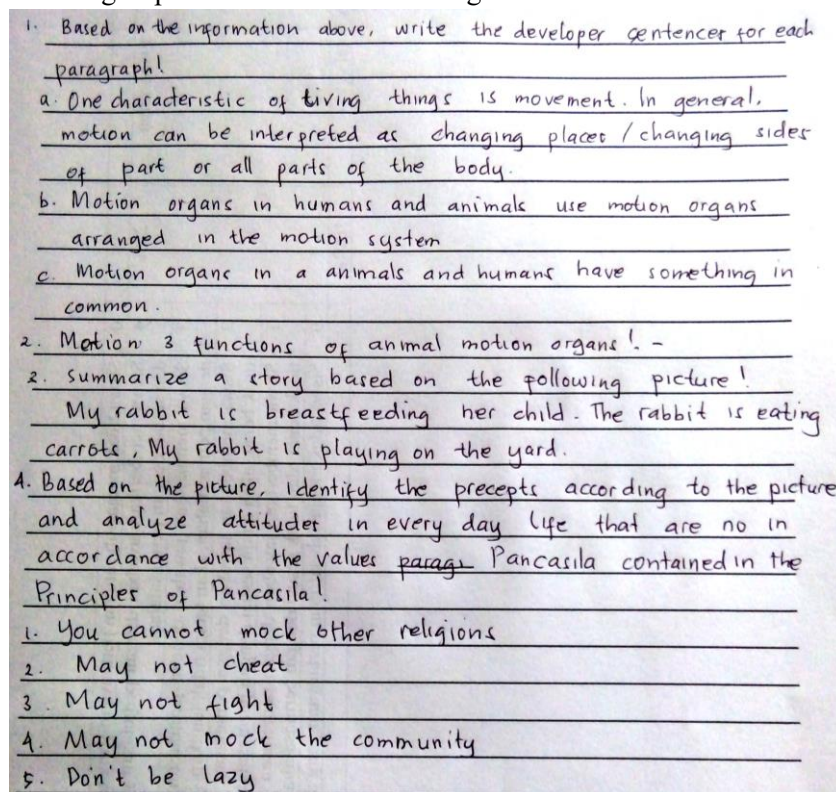 1. Based on the information above, write the developer sentences for each
paragraph!
a. One characteristic of living things is movement. In general,
motion can be interpreted as changing places / changing sides
of part or all parts of the body.
b. Motion organs in humans and animals use motion organs
arranged in the motion system
c. Motion organs in a animals and humans have something in
common.
2. Metion 3 functions of animal motion organs! -
2. summarize a story based on the following picture!
My rabbit is breastfeeding her child. The rabbit is eating
carrots, My rabbit is playing on the yard.
4. Based on the picture, identify the precepts according to the picture
and analyze attitudes in every day life that are no in
accordance with the values Pancasila contained in the
Principles of Pancasila!
1. You cannot mock other religions
2. May not cheat
3. May not fight
4. May not mock the community
5. Don't be lazy